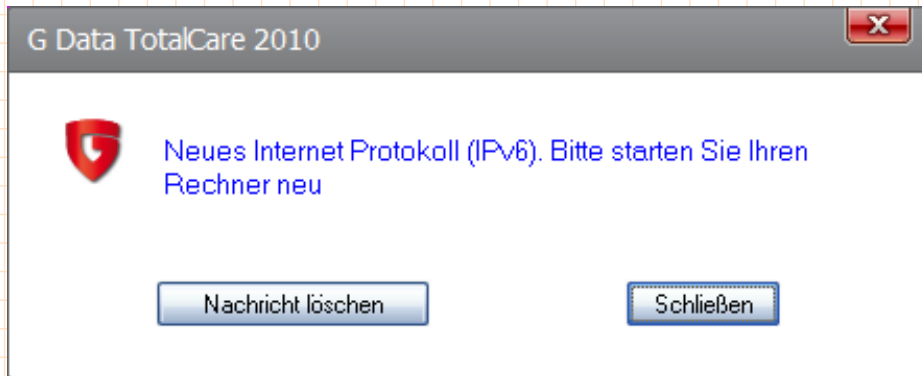 G Data TotalCare 2010
Neues Internet Protokoll (IPv6). Bitte starten Sie Ihren
Rechner neu
Nachricht löschen
Schließen